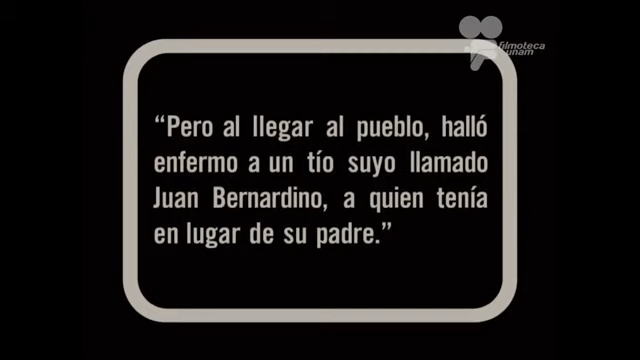 filmoteca
unam
“Pero al llegar al pueblo, halló
enfermo a un tío suyo llamado
Juan Bernardino, a quien tenía
en lugar de su padre.”